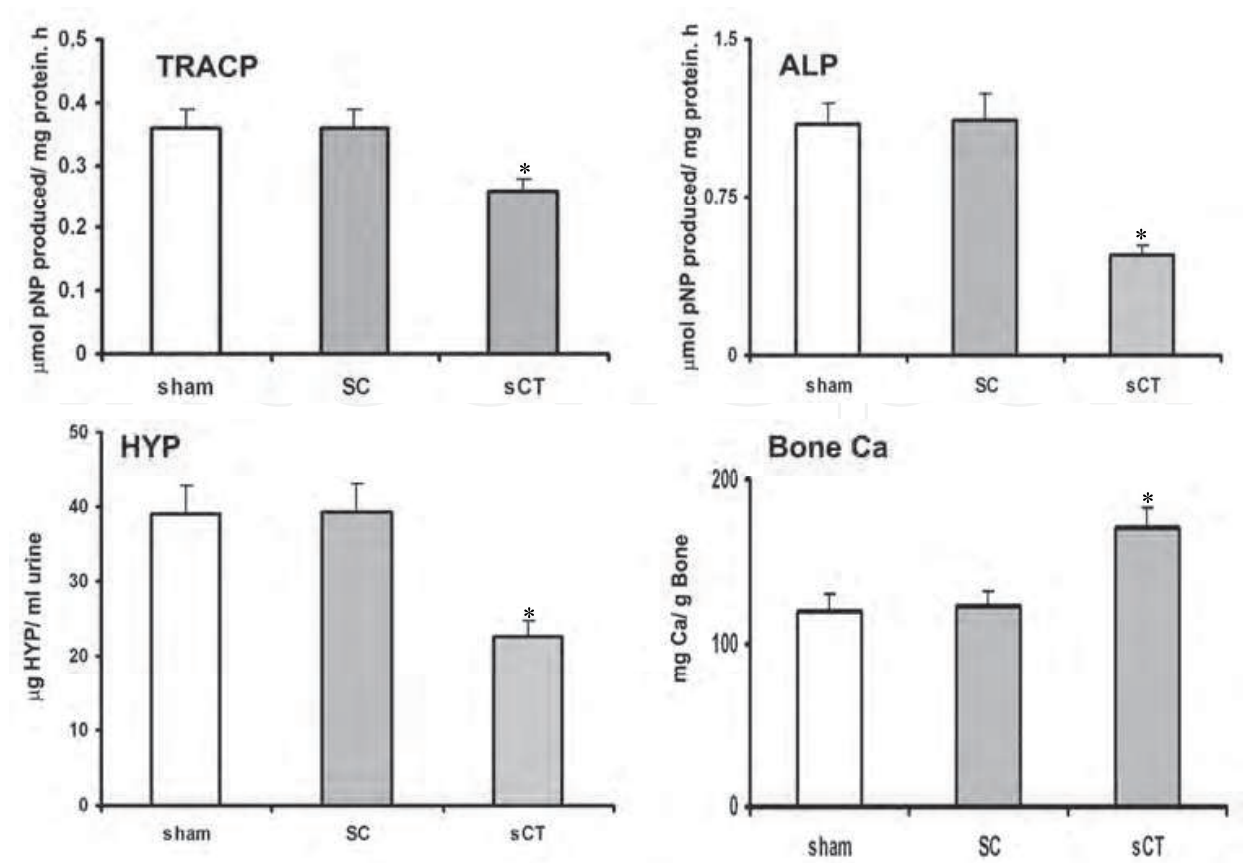 TRACP
μmol pNP produced/ mg protein. h
0,5
0.4
0.3
0.2
0.1
0
*
sham SC sCT
ALP
μmol pNP produced/ mg protein. h
1.5
0.75
0
*
sham SC sCT
HYP
μg HYP/ ml urine
50
40
30
20
10
0
*
sham SC sCT
Bone Ca
mg Ca/ g Bone
200
100
0
*
sham SC sCT